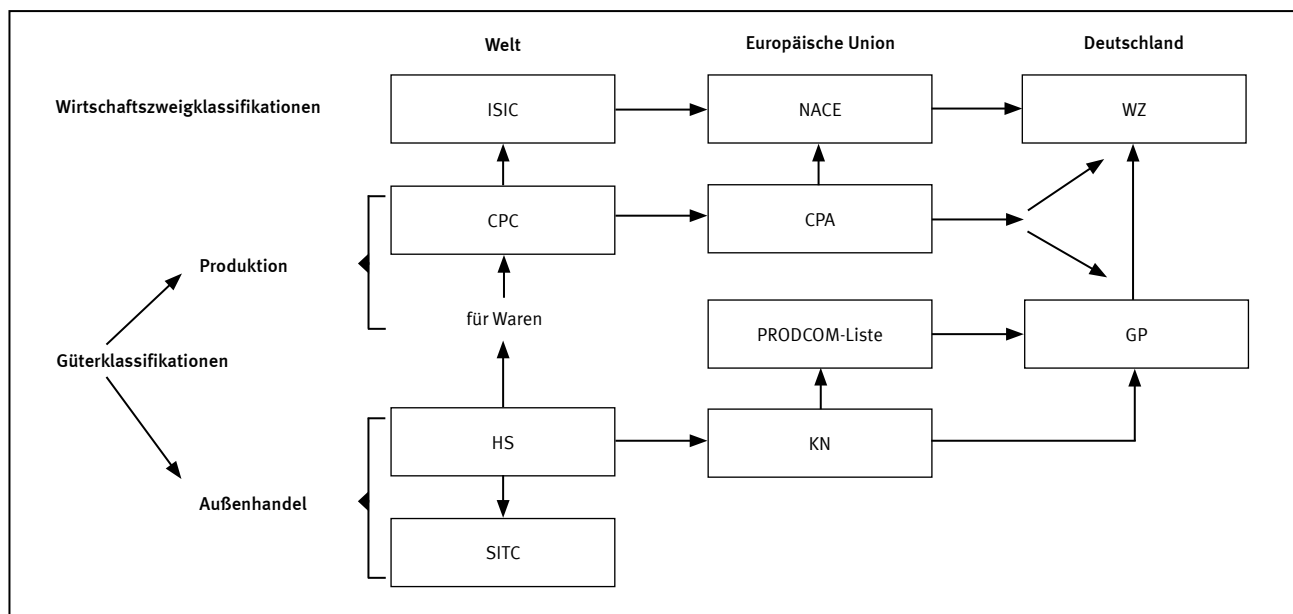 Welt
Europäische Union
Deutschland
Wirtschaftszweigklassifikationen
ISIC
NACE
WZ
CPC
CPA
Produktion
für Waren
PRODCOM-Liste
GP
Güterklassifikationen
HS
KN
Außenhandel
SITC